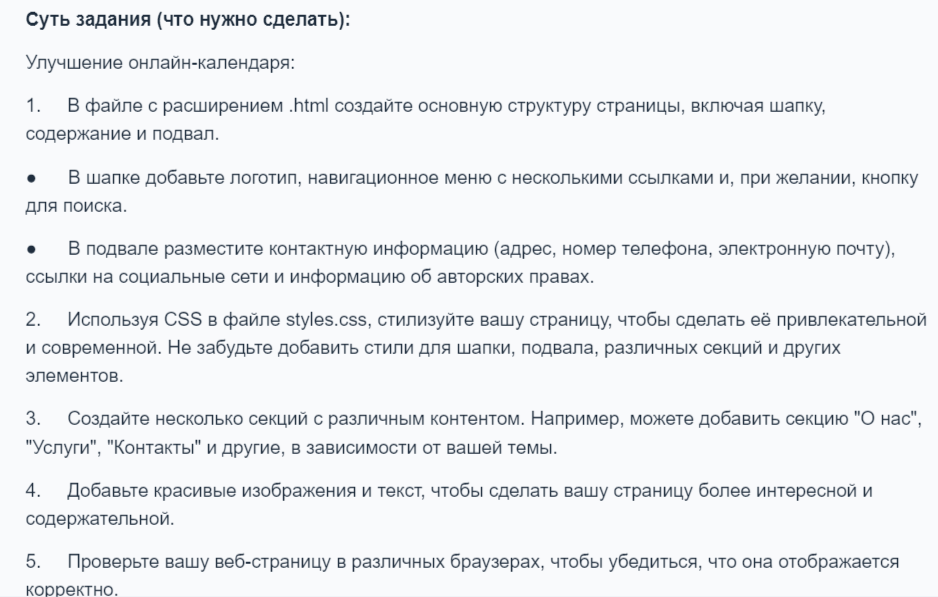 Суть задания (что нужно сделать):
Улучшение онлайн-календаря:
1. В файле с расширением .html создайте основную структуру страницы, включая шапку,
содержание и подвал.
● В шапке добавьте логотип, навигационное меню с несколькими ссылками и, при желании, кнопку
для поиска.
● В подвале разместите контактную информацию (адрес, номер телефона, электронную почту),
ссылки на социальные сети и информацию об авторских правах.
2. Используя CSS в файле styles.css, стилизуйте вашу страницу, чтобы сделать её привлекательной
и современной. Не забудьте добавить стили для шапки, подвала, различных секций и других
элементов.
3. Создайте несколько секций с различным контентом. Например, можете добавить секцию "О нас",
"Услуги", "Контакты" и другие, в зависимости от вашей темы.
4. Добавьте красивые изображения и текст, чтобы сделать вашу страницу более интересной и
содержательной.
5. Проверьте вашу веб-страницу в различных браузерах, чтобы убедиться, что она отображается
корректно.